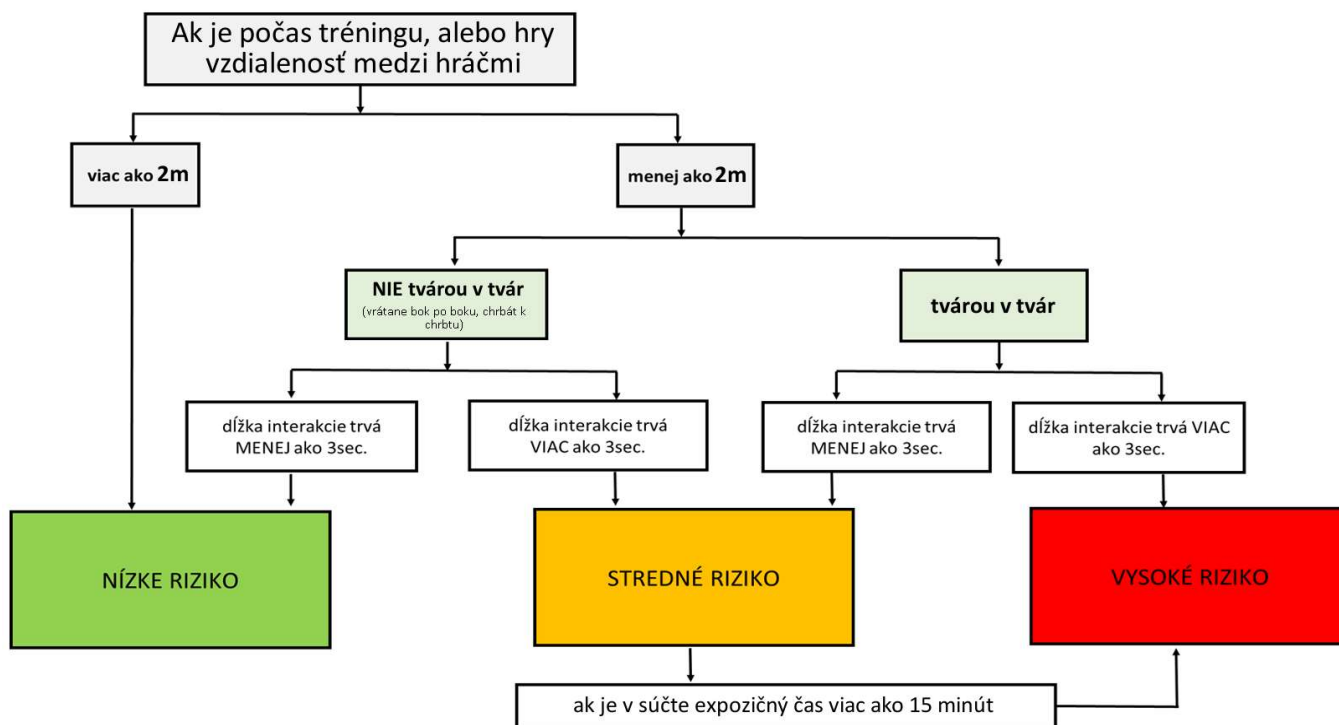 Ak je počas tréningu, alebo hry
vzdialenosť medzi hráčmi
viac ako 2m
menej ako 2m
NIE tvárou v tvár
(vrátane bok po boku, chrbát k
chrbtu)
tvárou v tvár
dĺžka interakcie trvá
MENEJ ako 3sec.
dĺžka interakcie trvá
VIAC ako 3sec.
dĺžka interakcie trvá
MENEJ ako 3sec.
dĺžka interakcie trvá VIAC
ako 3sec.
NÍZKE RIZIKO
STREDNÉ RIZIKO
VYSOKÉ RIZIKO
ak je v súčte expozičný čas viac ako 15 minút